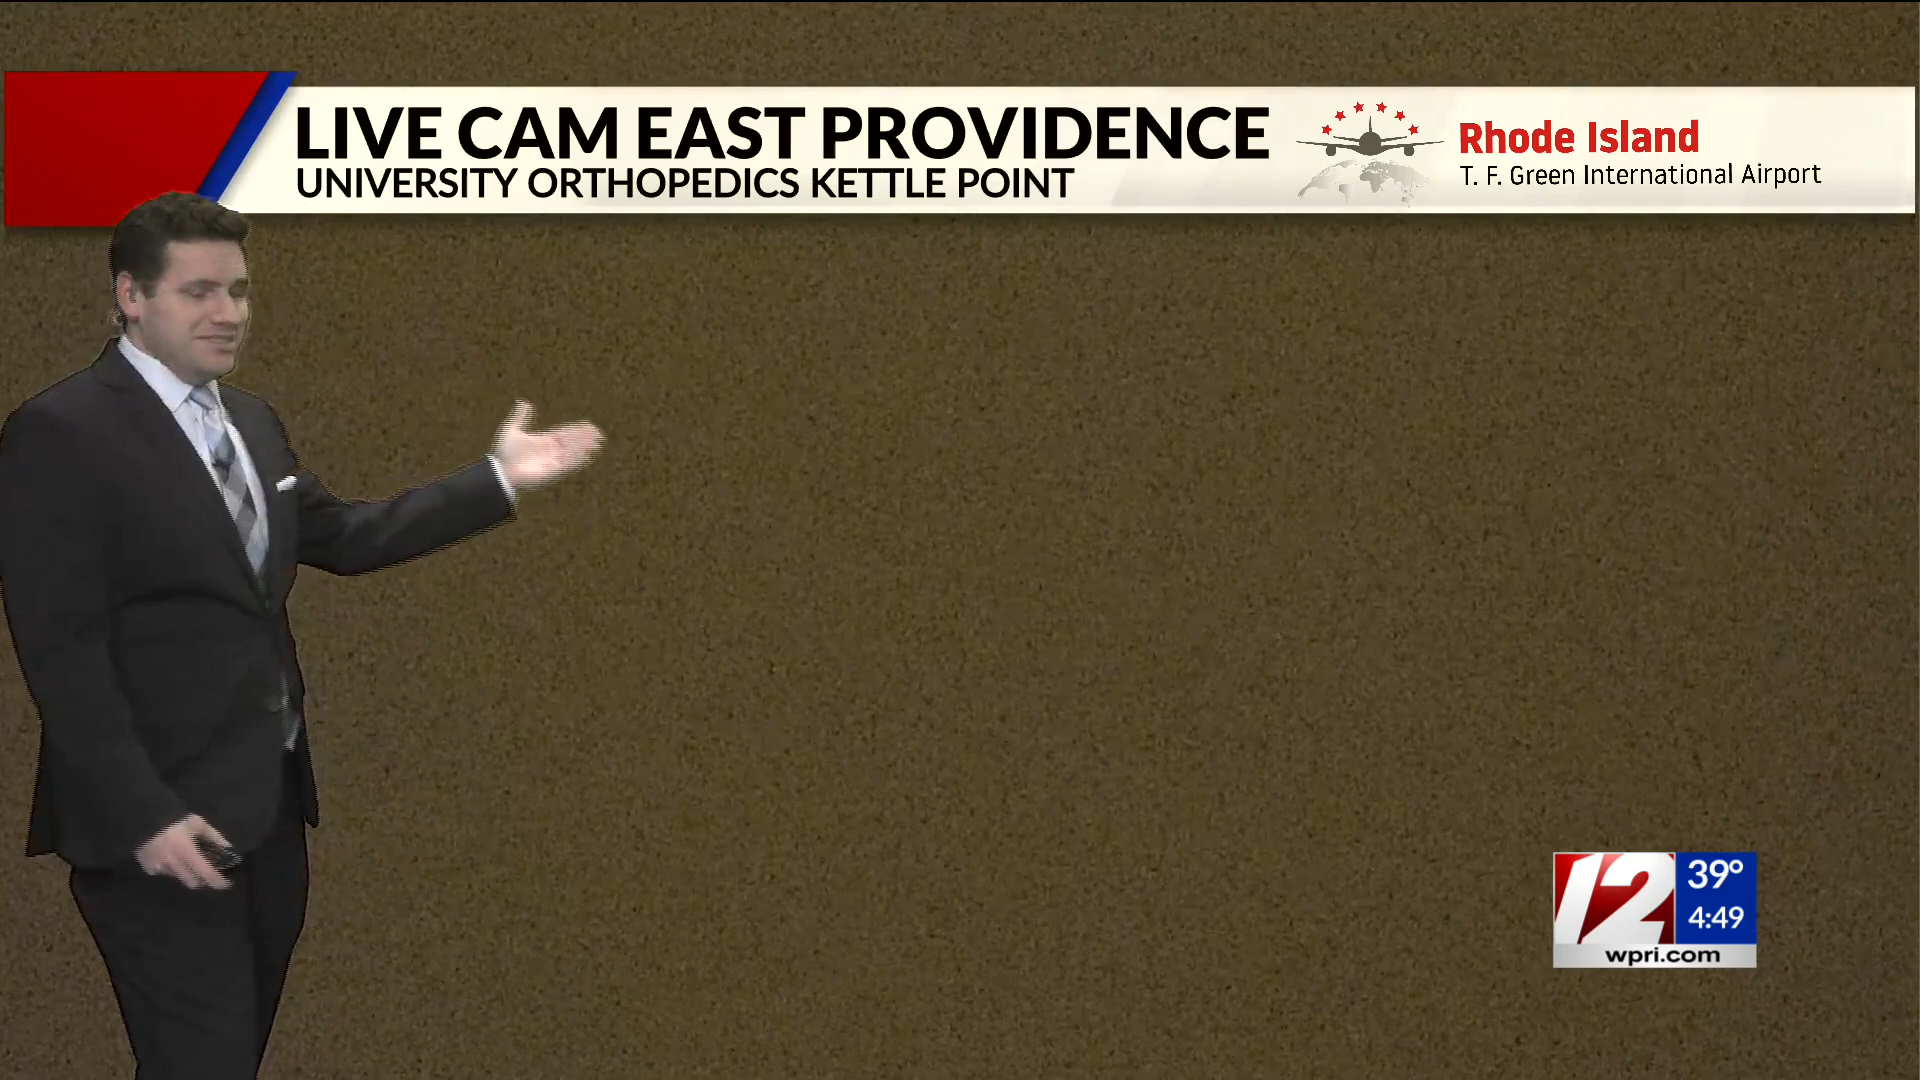 LIVE CAM EAST PROVIDENCE
UNIVERSITY ORTHOPEDICS KETTLE POINT
Rhode Island
T. F. Green International Airport
12
39°
4:49
wpri.com